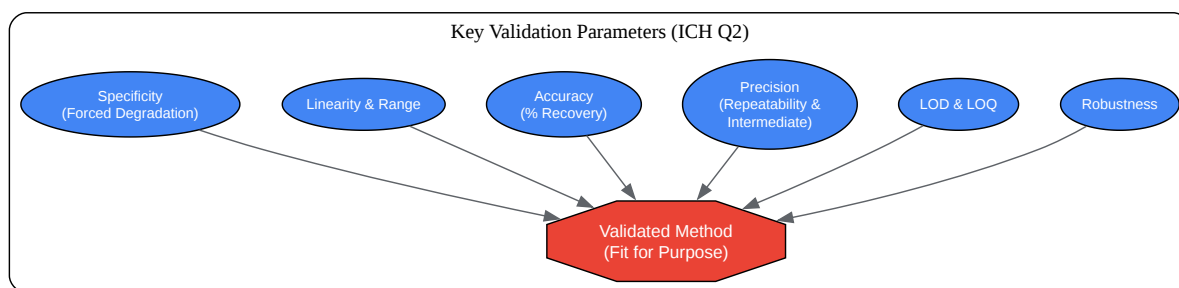 Key Validation Parameters (ICH Q2)
Specificity
(Forced Degradation)
Linearity & Range
Accuracy
(% Recovery)
Precision
(Repeatability &
Intermediate)
LOD & LOQ
Robustness
Validated Method
(Fit for Purpose)